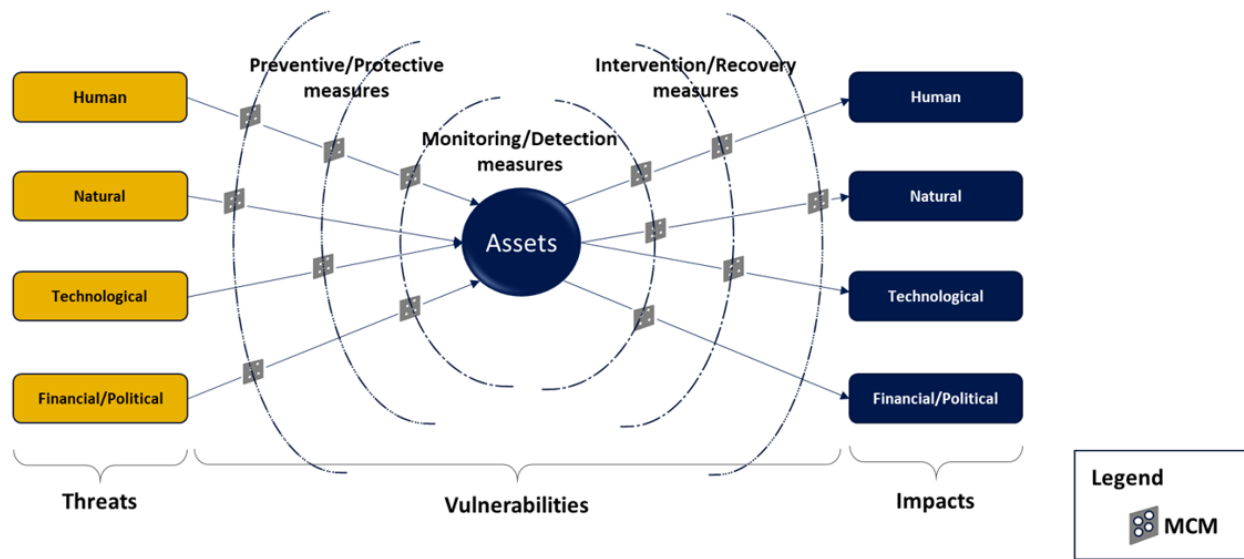 Preventive/Protective
measures
Intervention/Recovery
measures
Human
Human
Monitoring/Detection
measures
Natural
Natural
Assets
Technological
Technological
Financial/Political
Financial/Political
Threats
Vulnerabilities
Impacts
Legend
MCM